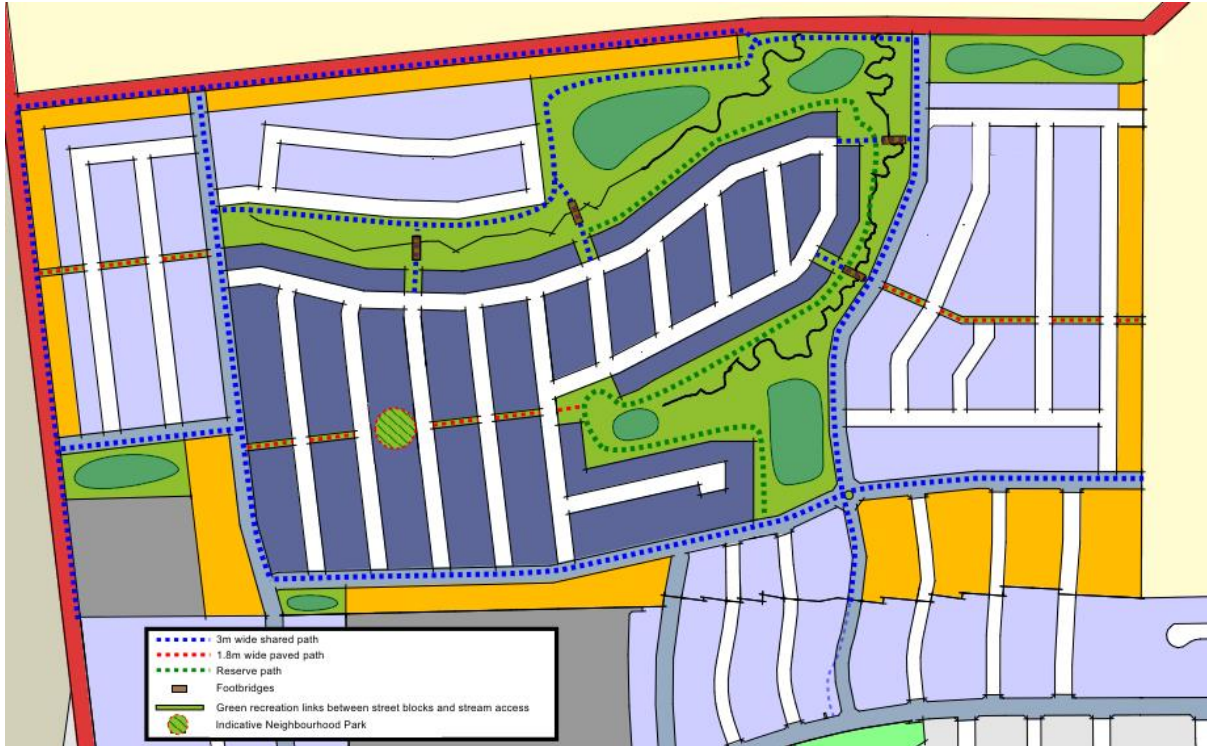 3m wide shared path
1.8m wide paved path
Reserve path
Footbridges
Green recreation links between street blocks and stream access
Indicative Neighbourhood Park